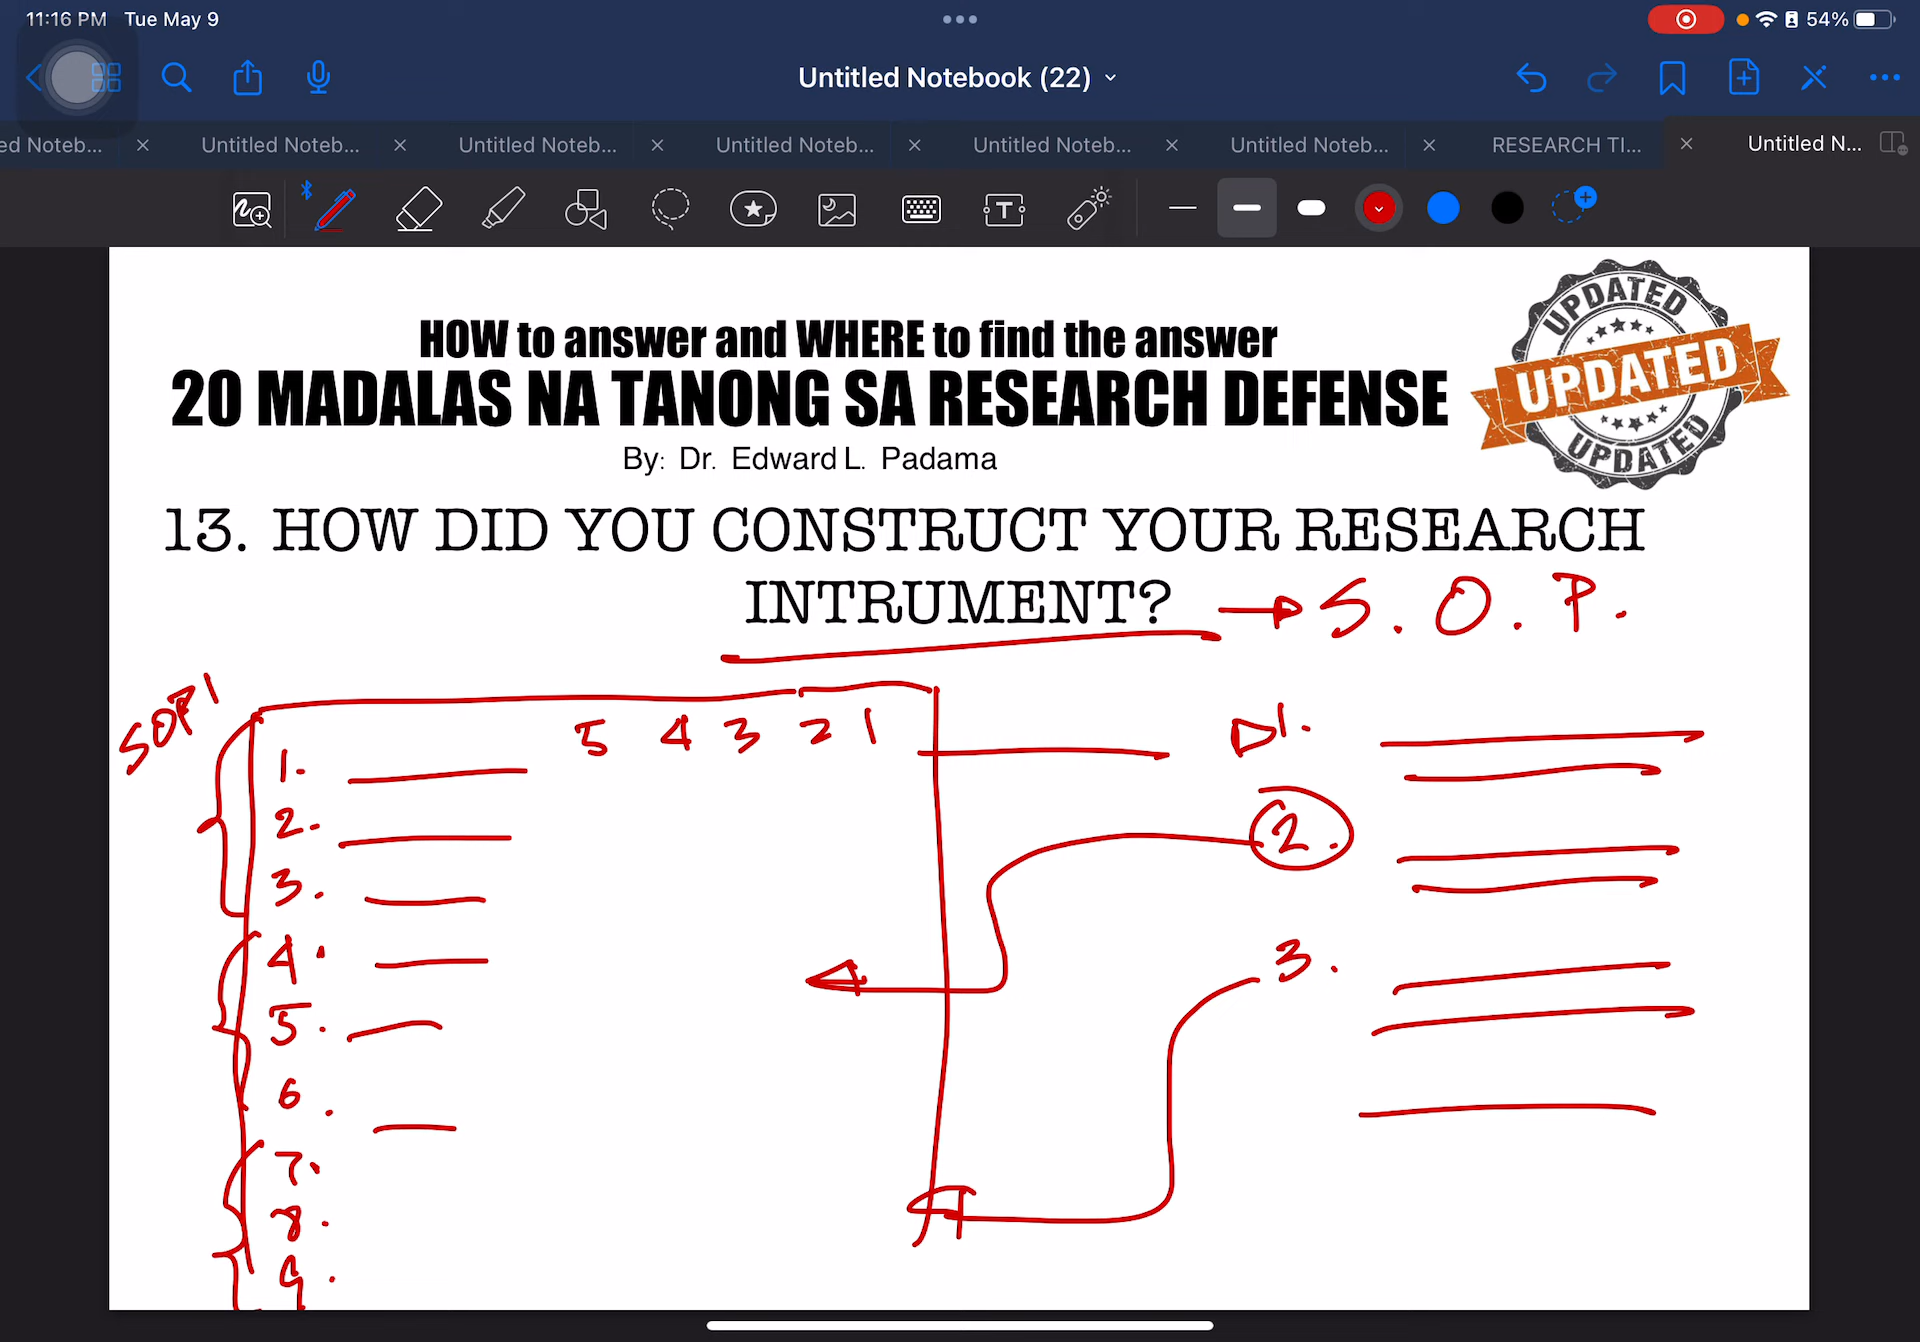 11:16 PM Tue May 9
54%
Untitled Notebook (22)
ed Noteb... Untitled Noteb... Untitled Noteb... Untitled Noteb... Untitled Noteb... Untitled Noteb... RESEARCH TI... Untitled N...
T
HOW to answer and WHERE to find the answer
20 MADALAS NA TANONG SA RESEARCH DEFENSE
By: Dr. Edward L. Padama
UPDATED
UPDATED
UPDATED
13. HOW DID YOU CONSTRUCT YOUR RESEARCH
INTRUMENT? S.O.P.
SOP 1
5 4 3 2 1
1.
2.
3.
4.
5.
6.
7.
8.
9.
1.
2.
3.